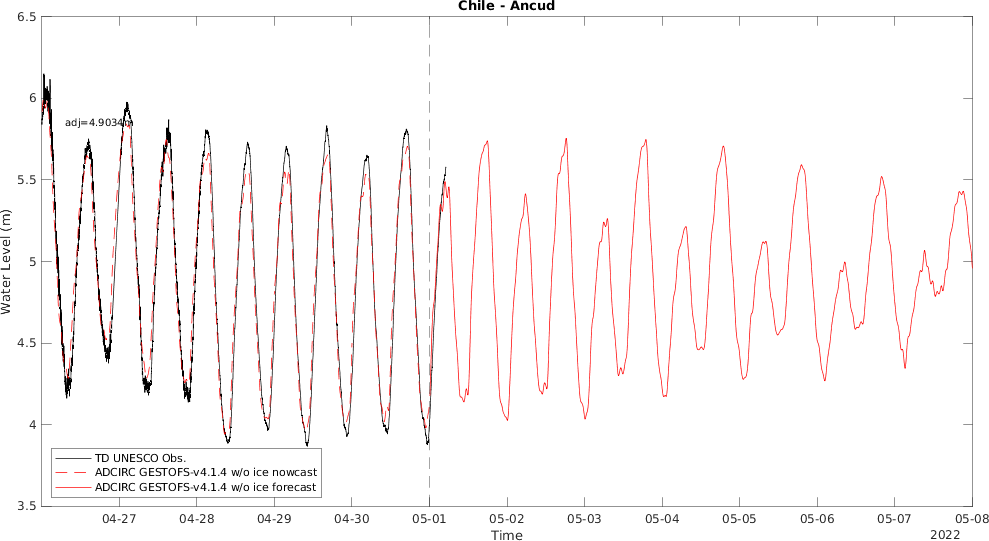 Chile - Ancud
6.5
6
5.5
5
4.5
4
3.5
Water Level (m)
adj=4.9034m
TD UNESCO Obs.
ADCIRC GESTOFS-v4.1.4 w/o ice nowcast
ADCIRC GESTOFS-v4.1.4 w/o ice forecast
04-27 04-28 04-29 04-30 05-01 05-02 05-03 05-04 05-05 05-06 05-07 05-08
Time
2022